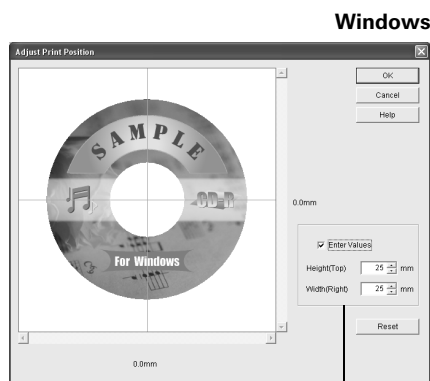 Windows
Adjust Print Position
OK
Cancel
Help
SAMPLE
CD-R
For Windows
0.0mm
Enter Values
Height(Top) 25 mm
Width(Right) 25 mm
Reset
0.0mm